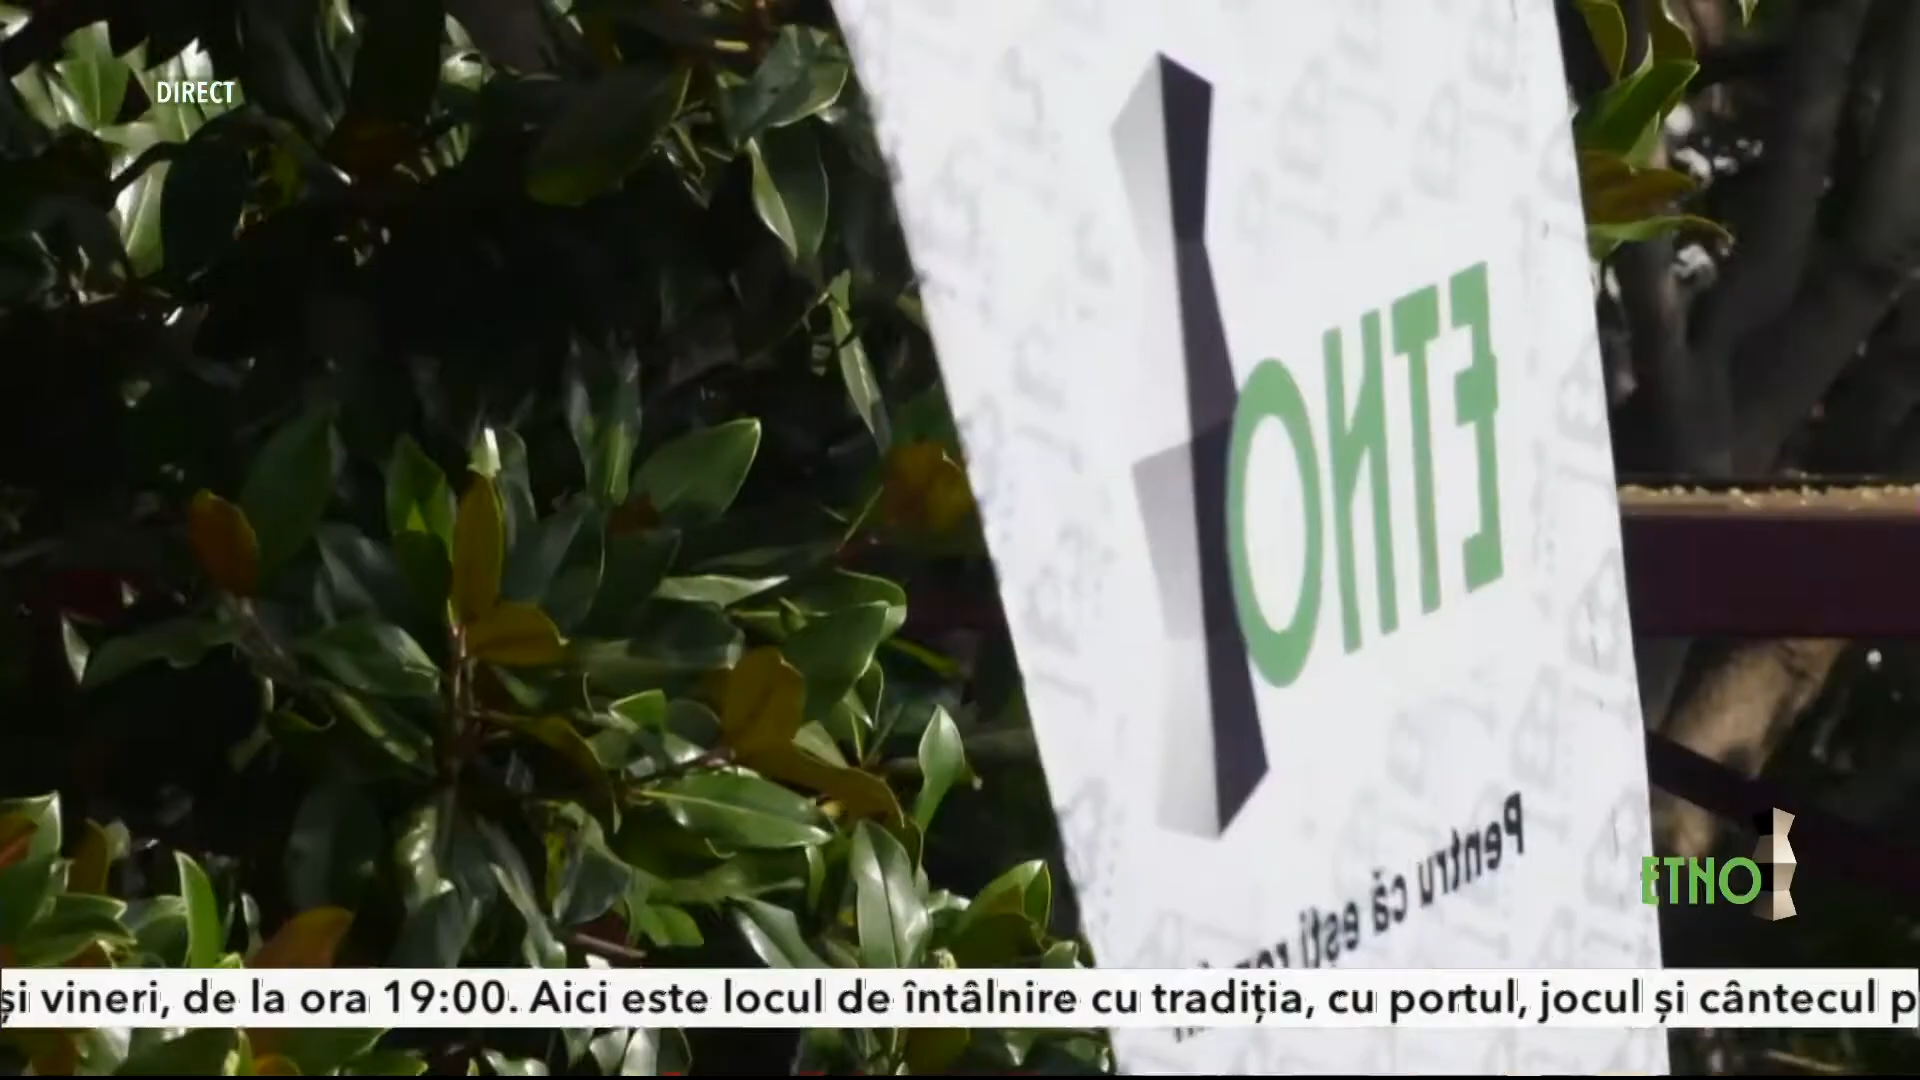 DIRECT
ETNO
Pentru că ești
ETNO
și vineri, de la ora 19:00. Aici este locul de întâlnire cu tradiția, cu portul, jocul și cântecul p